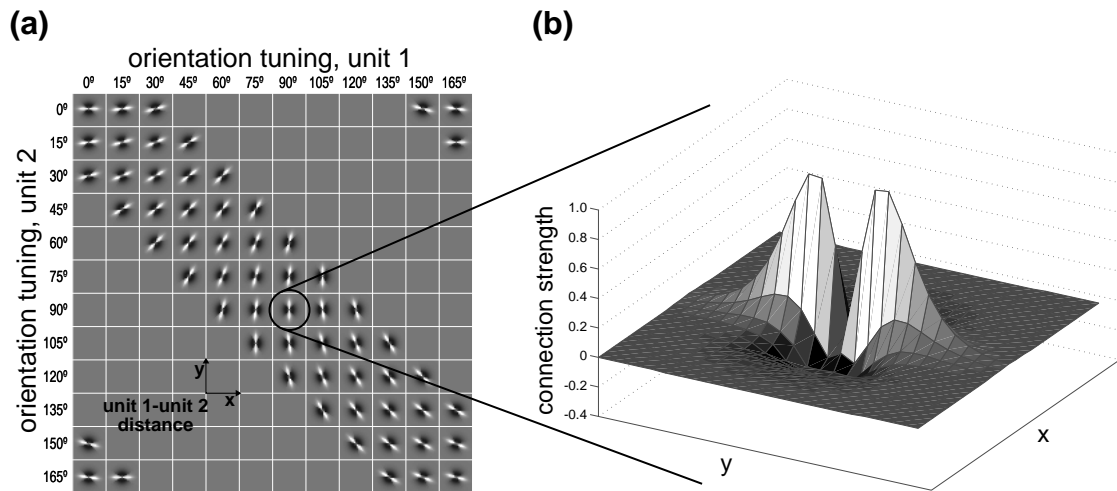 (a)
orientation tuning, unit 1
0º 15º 30º 45º 60º 75º 90º 105º 120º 135º 150º 165º
orientation tuning, unit 2
0º
15º
30º
45º
60º
75º
90º
105º
120º
135º
150º
165º
y
x
unit 1-unit 2
distance
(b)
connection strength
1.0
0.8
0.6
0.4
0.2
0
-0.2
-0.4
y
x